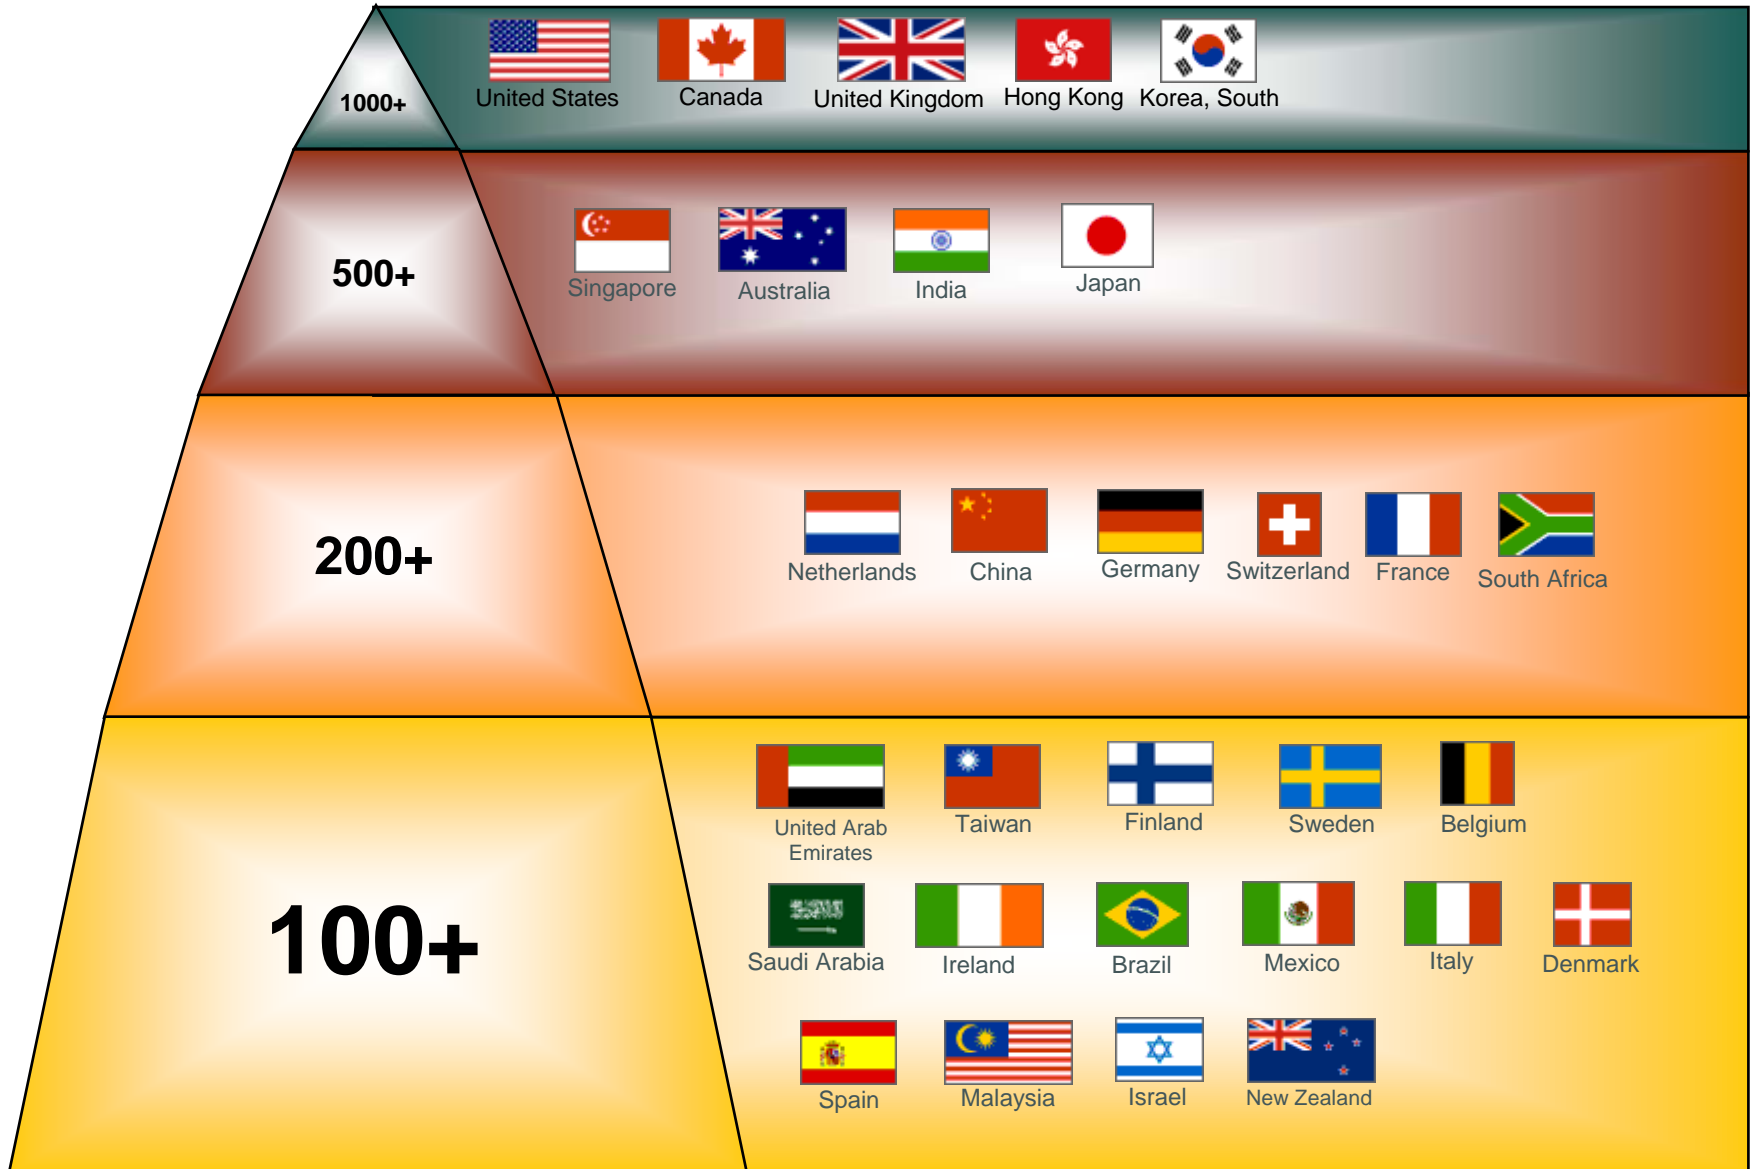 1000+
United States
Canada
United Kingdom
Hong Kong
Korea, South
500+
Singapore
Australia
India
Japan
200+
Netherlands
China
Germany
Switzerland
France
South Africa
100+
United Arab
Emirates
Taiwan
Finland
Sweden
Belgium
Saudi Arabia
Ireland
Brazil
Mexico
Italy
Denmark
Spain
Malaysia
Israel
New Zealand